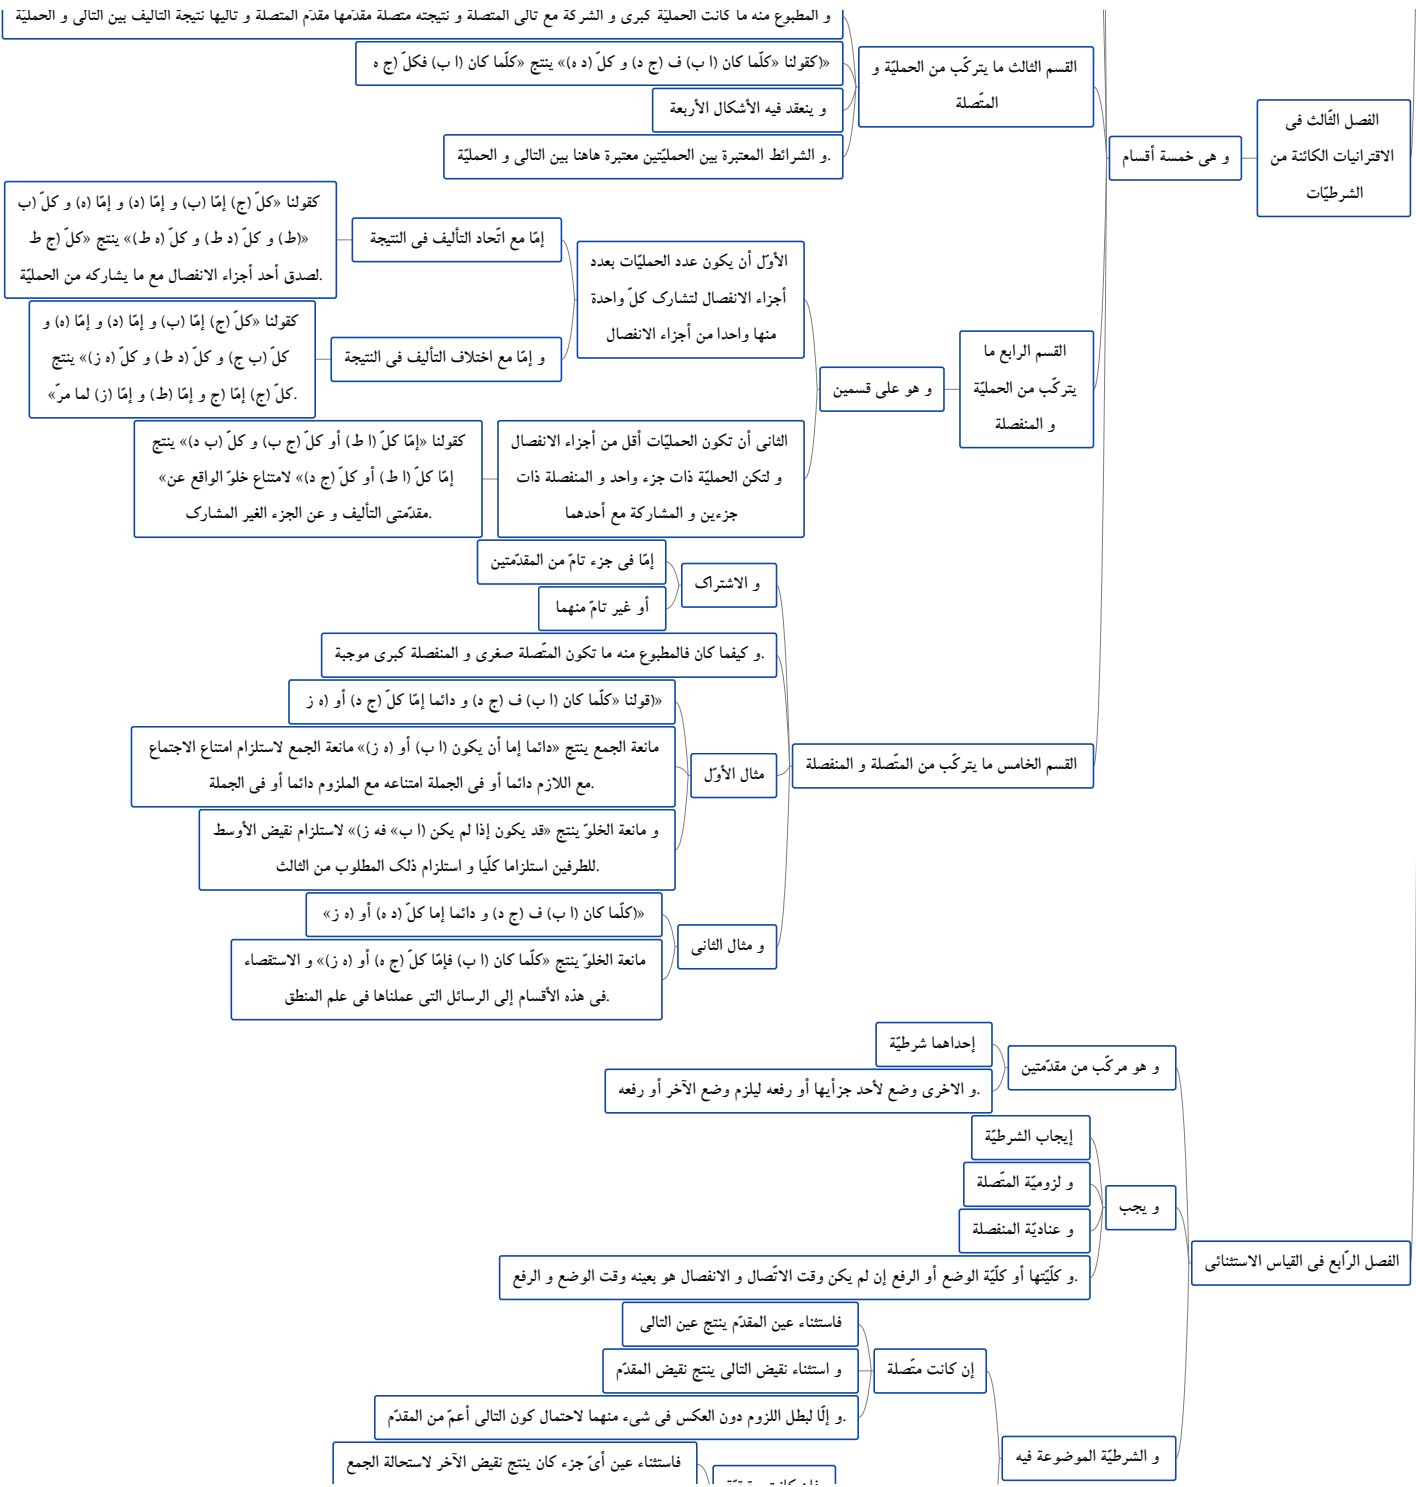 الفصل الثّالث فى
الاقترانيات الكائنة من
الشرطيّات
و هى خمسة أقسام
القسم الثالث ما يتركّب من الحمليّة و
المتّصلة
و المطبوع منه ما كانت الحمليّة كبرى و الشركة مع تالى المتصلة و نتيجته متصلة مقدّمها مقدّم المتصلة و تاليها نتيجة التاليف بين التالى و الحمليّة
«(كقولنا «كلّما كان (ا ب) ف (ج د) و كلّ (د ه)» ينتج «كلّما كان (ا ب) فكلّ (ج ه
و ينعقد فيه الأشكال الأربعة
.و الشرائط المعتبرة بين الحمليّتين معتبرة هاهنا بين التالى و الحمليّة
القسم الرابع ما
يتركّب من الحمليّة
و المنفصلة
و هو على قسمين
الأوّل أن يكون عدد الحمليّات بعدد
أجزاء الانفصال لتشارک كلّ واحدة
منها واحدا من أجزاء الانفصال
إمّا مع اتّحاد التأليف فى النتيجة
كقولنا «كلّ (ج) إمّا (ب) و إمّا (د) و إمّا (ه) و كلّ (ب
«(ط) و كلّ (د ط) و كلّ (ه ط)» ينتج «كلّ (ج ط
.لصدق أحد أجزاء الانفصال مع ما يشاركه من الحمليّة
و إمّا مع اختلاف التأليف فى النتيجة
كقولنا «كلّ (ج) إمّا (ب) و إمّا (د) و إمّا (ه) و
كلّ (ب ج) و كلّ (د ط) و كلّ (ه ز)» ينتج
.كلّ (ج) إمّا (ج و إمّا (ط) و إمّا (ز) لما مرّ»
الثانى أن تكون الحمليّات أقل من أجزاء الانفصال
و لتكن الحمليّة ذات جزء واحد و المنفصلة ذات
جزءين و المشاركة مع أحدهما
كقولنا «إمّا كلّ (ا ط) أو كلّ (ج ب) و كلّ (ب د)» ينتج
إمّا كلّ (ا ط) أو كلّ (ج د)» لامتناع خلوّ الواقع عن»
.مقدّمتى التأليف و عن الجزء الغير المشارک
القسم الخامس ما يتركّب من المتّصلة و المنفصلة
و الاشتراک
إمّا فى جزء تامّ من المقدّمتين
أو غير تامّ منهما
.و كيفما كان فالمطبوع منه ما تكون المتّصلة صغرى و المنفصلة كبرى موجبة
مثال الأوّل
«(قولنا «كلّما كان (ا ب) ف (ج د) و دائما إمّا كلّ (ج د) أو (ه ز
مانعة الجمع ينتج «دائما إما أن يكون (ا ب) أو (ه ز)» مانعة الجمع لاستلزام امتناع الاجتماع
.مع اللازم دائما أو فى الجملة امتناعه مع الملزوم دائما أو فى الجملة
و مانعة الخلوّ ينتج «قد يكون إذا لم يكن (ا ب» فه ز)» لاستلزام نقيض الأوسط
.للطرفين استلزاما كلّيا و استلزام ذلک المطلوب من الثالث
و مثال الثانى
«(كلّما كان (ا ب) ف (ج د) و دائما إما كلّ (د ه) أو (ه ز»
مانعة الخلوّ ينتج «كلّما كان (ا ب) فإمّا كلّ (ج ه) أو (ه ز)» و الاستقصاء
.فى هذه الأقسام إلى الرسائل التى عملناها فى علم المنطق
الفصل الرّابع فى القياس الاستثنائى
و هو مركّب من مقدّمتين
إحداهما شرطيّة
.و الاخرى وضع لأحد جزأيها أو رفعه ليلزم وضع الآخر أو رفعه
و يجب
إيجاب الشرطيّة
و لزوميّة المتّصلة
و عناديّة المنفصلة
.و كلّيّتها أو كلّيّة الوضع أو الرفع إن لم يكن وقت الاتّصال و الانفصال هو بعينه وقت الوضع و الرفع
و الشرطيّة الموضوعة فيه
إن كانت متّصلة
فاستثناء عين المقدّم ينتج عين التالى
و استثناء نقيض التالى ينتج نقيض المقدّم
.و إلّا لبطل اللزوم دون العكس فى شىء منهما لاحتمال كون التالى أعمّ من المقدّم
فاستثناء عين أىّ جزء كان ينتج نقيض الآخر لاستحالة الجمع